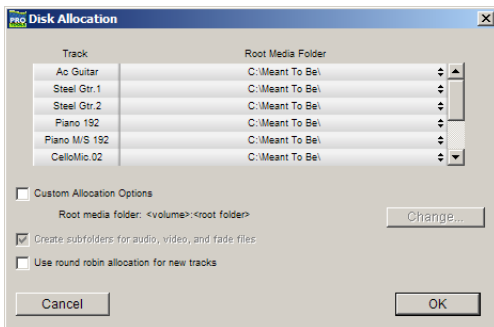 PRO TOOLS Disk Allocation
Track Root Media Folder
Ac Guitar C:\Meant To Be\
Steel Gtr.1 C:\Meant To Be\
Steel Gtr.2 C:\Meant To Be\
Piano 192 C:\Meant To Be\
Piano M/S 192 C:\Meant To Be\
CelloMic.02 C:\Meant To Be\
Custom Allocation Options
Root media folder: <volume>:<root folder>
Change...
Create subfolders for audio, video, and fade files
Use round robin allocation for new tracks
Cancel OK